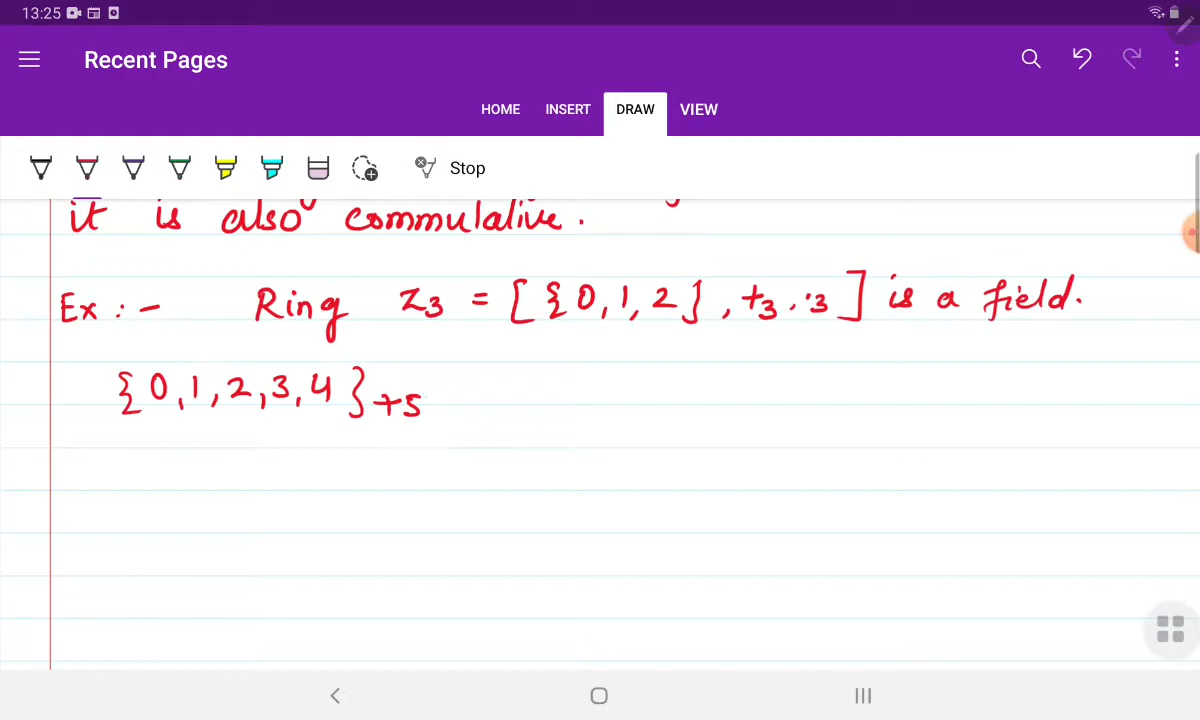 13:25
Recent Pages
HOME INSERT DRAW VIEW
Stop
it is also commulative.
Ex :- Ring Z3 = [{0,1,2}, +3, ·3] is a field.
{0,1,2,3,4}+5